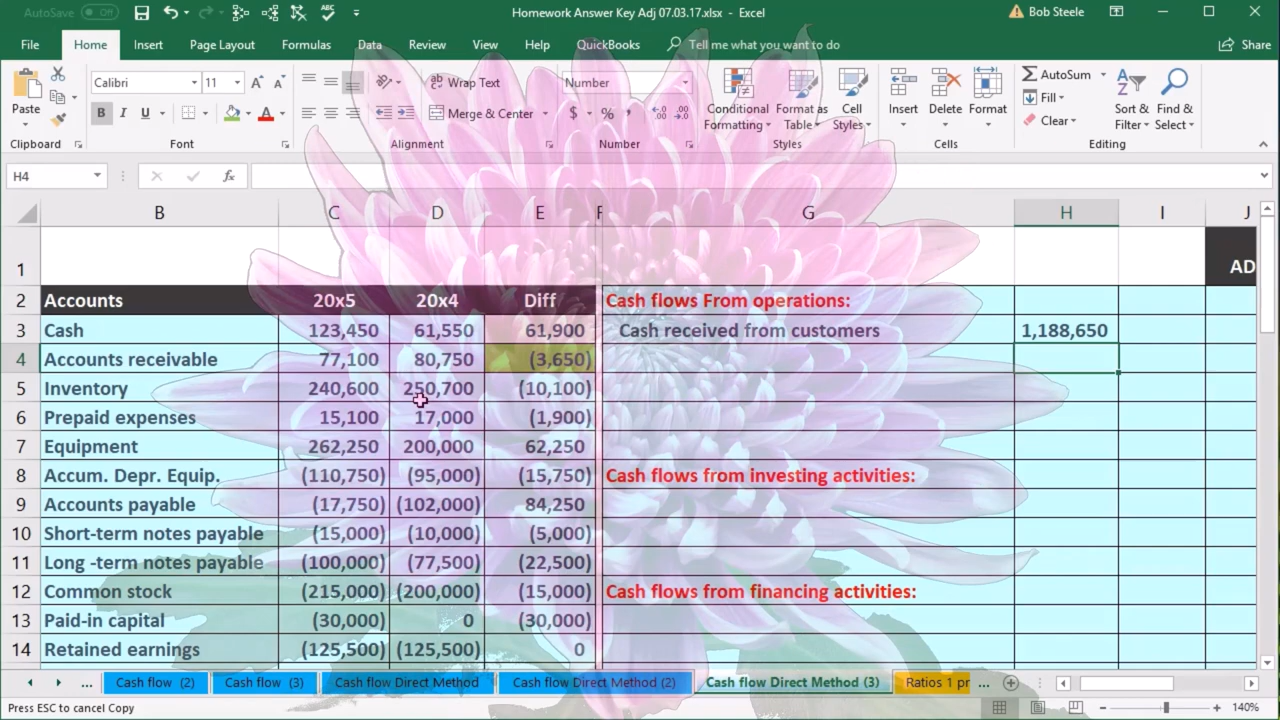 AutoSave Off Homework Answer Key Adj 07.03.17.xlsx - Excel Bob Steele
File Home Insert Page Layout Formulas Data Review View Help QuickBooks Tell me what you want to do Share
Paste Calibri 11 Wrap Text Number Conditional Formatting Format as Table Cell Styles Insert Delete Format AutoSum Sort & Filter Find & Select
B I U A Merge & Center $ % Fill Clear
Clipboard Font Alignment Number Styles Cells Editing
H4 fx
B C D E F G H I J
1 AD
2 Accounts 20x5 20x4 Diff Cash flows From operations:
3 Cash 123,450 61,550 61,900 Cash received from customers 1,188,650
4 Accounts receivable 77,100 80,750 (3,650)
5 Inventory 240,600 250,700 (10,100)
6 Prepaid expenses 15,100 17,000 (1,900)
7 Equipment 262,250 200,000 62,250
8 Accum. Depr. Equip. (110,750) (95,000) (15,750) Cash flows from investing activities:
9 Accounts payable (17,750) (102,000) 84,250
10 Short-term notes payable (15,000) (10,000) (5,000)
11 Long -term notes payable (100,000) (77,500) (22,500)
12 Common stock (215,000) (200,000) (15,000) Cash flows from financing activities:
13 Paid-in capital (30,000) 0 (30,000)
14 Retained earnings (125,500) (125,500) 0
... Cash flow (2) Cash flow (3) Cash flow Direct Method Cash flow Direct Method (2) Cash flow Direct Method (3) Ratios 1 pr ...
Press ESC to cancel Copy 140%